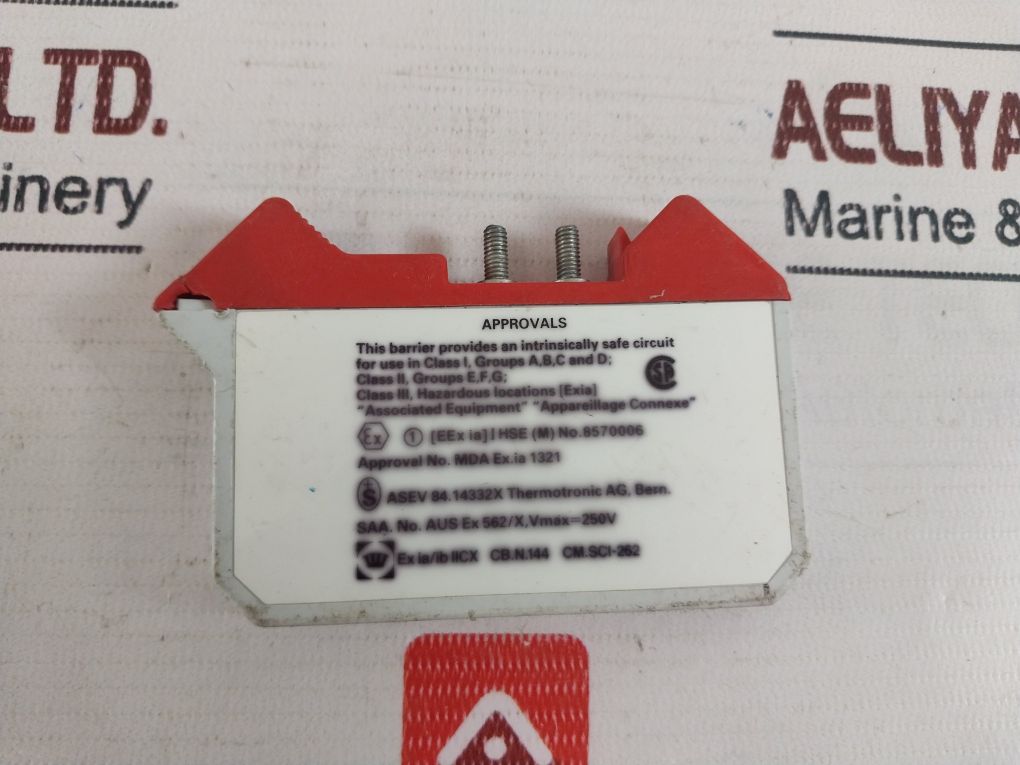 LTD.
inery
AELIYA
Marine &
APPROVALS
This barrier provides an intrinsically safe circuit
for use in Class I, Groups A,B,C and D;
Class II, Groups E,F,G;
Class III, Hazardous locations [Exia]
"Associated Equipment" "Appareillage Connexe"
Ex 1 [EEx ia] I HSE (M) No.8570006
Approval No. MDA Ex.ia 1321
S ASEV 84.14332X Thermotronic AG, Bern.
SAA. No. AUS Ex 562/X,Vmax=250V
Ex ia/ib IICX CB.N.144 CM.SCI-262